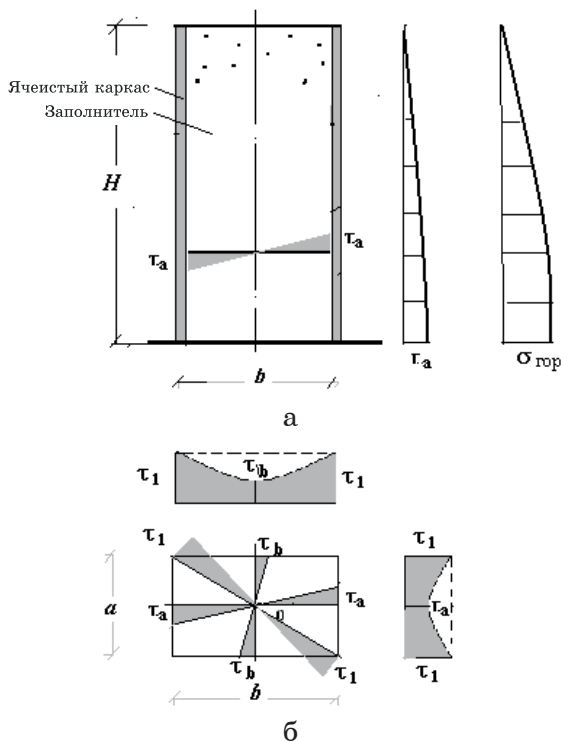 Ячеистый каркас
Заполнитель
H
τa
τa
b
τa
σгор
а
τ1
τb
τ1
τ1
τb
τ1
a
τa
τa
0
τa
τb
τ1
τ1
b
б